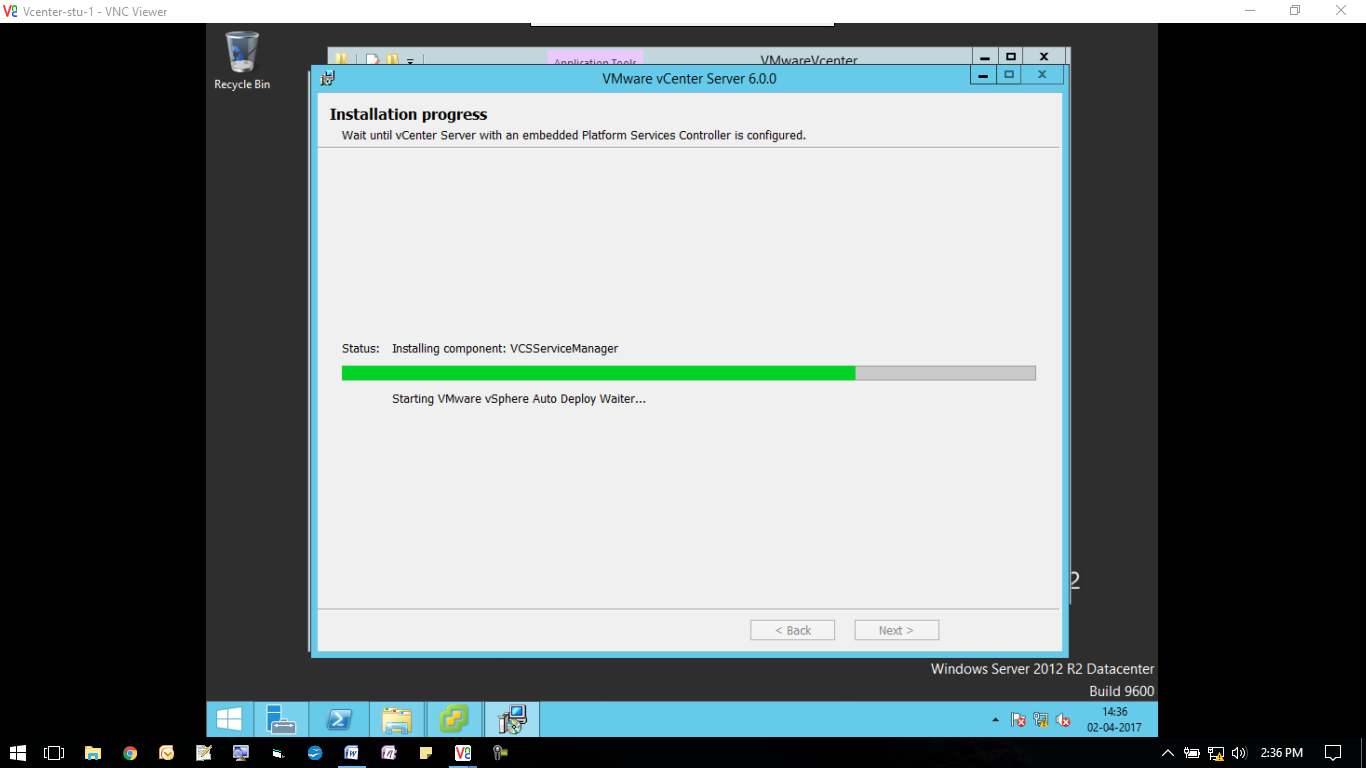 Vcenter-stu-1 - VNC Viewer
Recycle Bin
Application Tools
VMwareVcenter
VMware vCenter Server 6.0.0
Installation progress
Wait until vCenter Server with an embedded Platform Services Controller is configured.
Status: Installing component: VCSServiceManager
Starting VMware vSphere Auto Deploy Waiter...
2
< Back
Next >
Windows Server 2012 R2 Datacenter
Build 9600
14:36
02-04-2017
2:36 PM